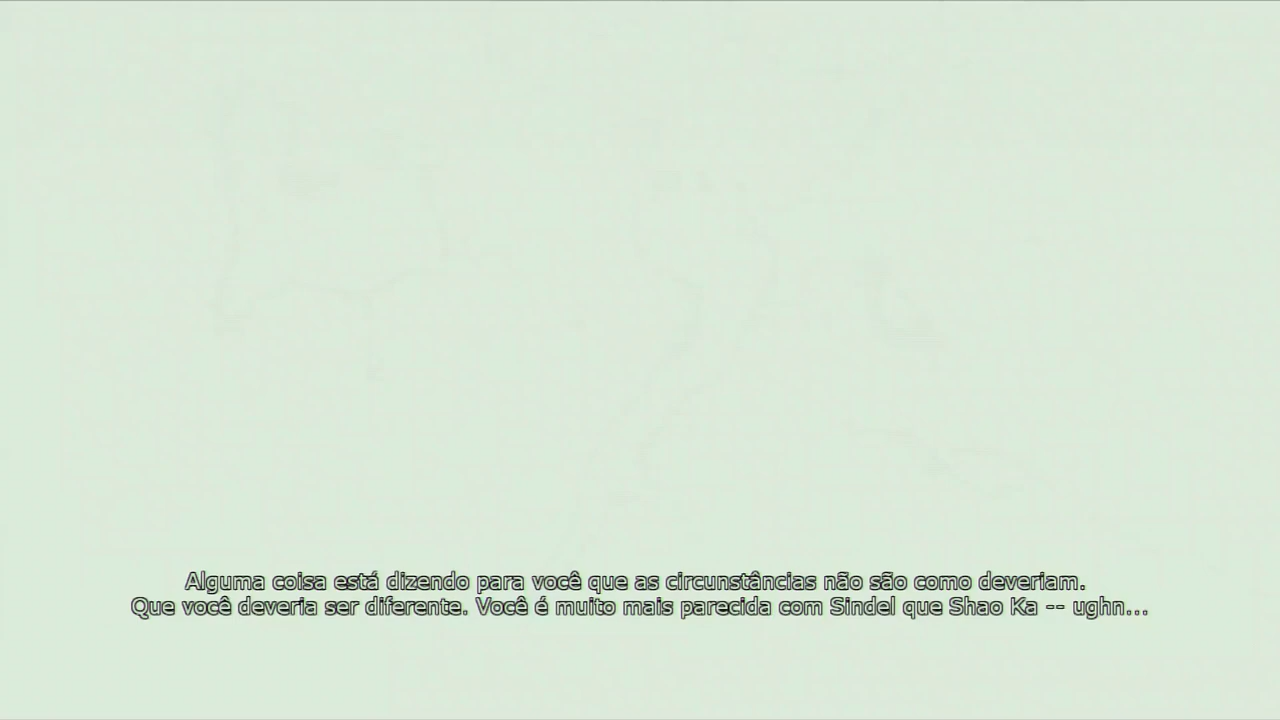 Alguma coisa está dizendo para você que as circunstâncias não são como deveriam.
Que você deveria ser diferente. Você é muito mais parecida com Sindel que Shao Ka -- ughn...